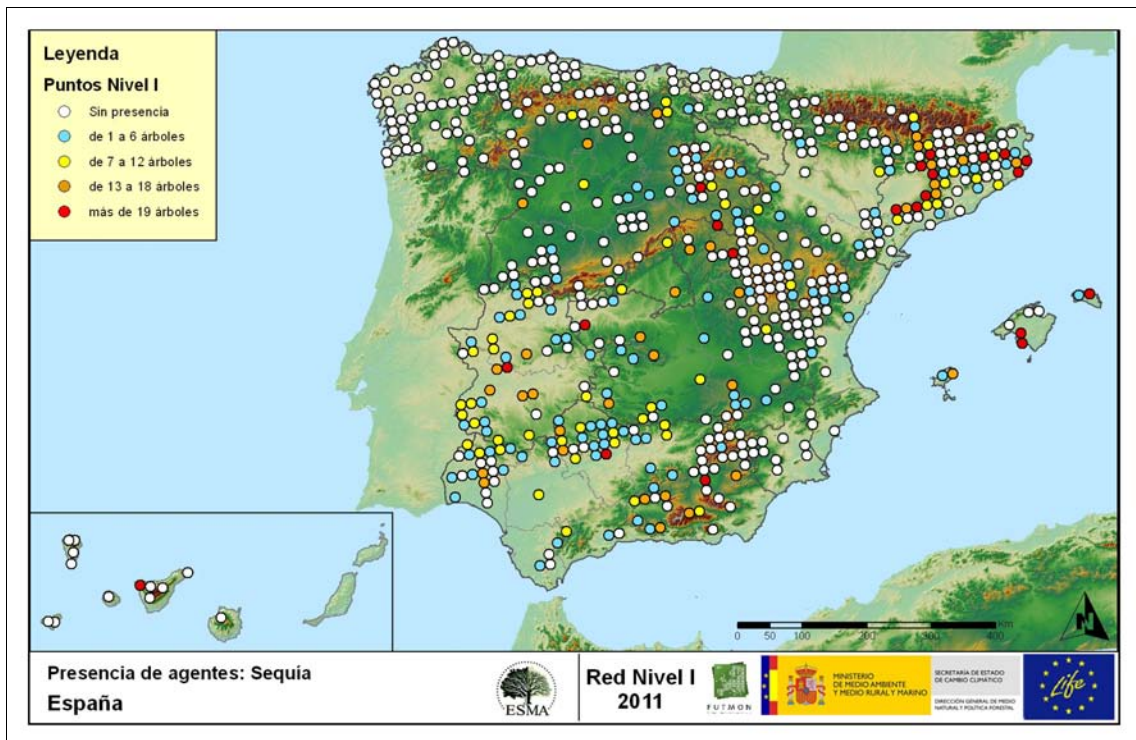 Leyenda
Puntos Nivel I
Sin presencia
de 1 a 6 árboles
de 7 a 12 árboles
de 13 a 18 árboles
más de 19 árboles
Km
0 50 100 200 300 400
N
Presencia de agentes: Sequía
España
ESMA
Red Nivel I
2011
FUTMON
MINISTERIO
DE MEDIO AMBIENTE
Y MEDIO RURAL Y MARINO
SECRETARÍA DE ESTADO
DE CAMBIO CLIMÁTICO
DIRECCIÓN GENERAL DE MEDIO
NATURAL Y POLÍTICA FORESTAL
Life